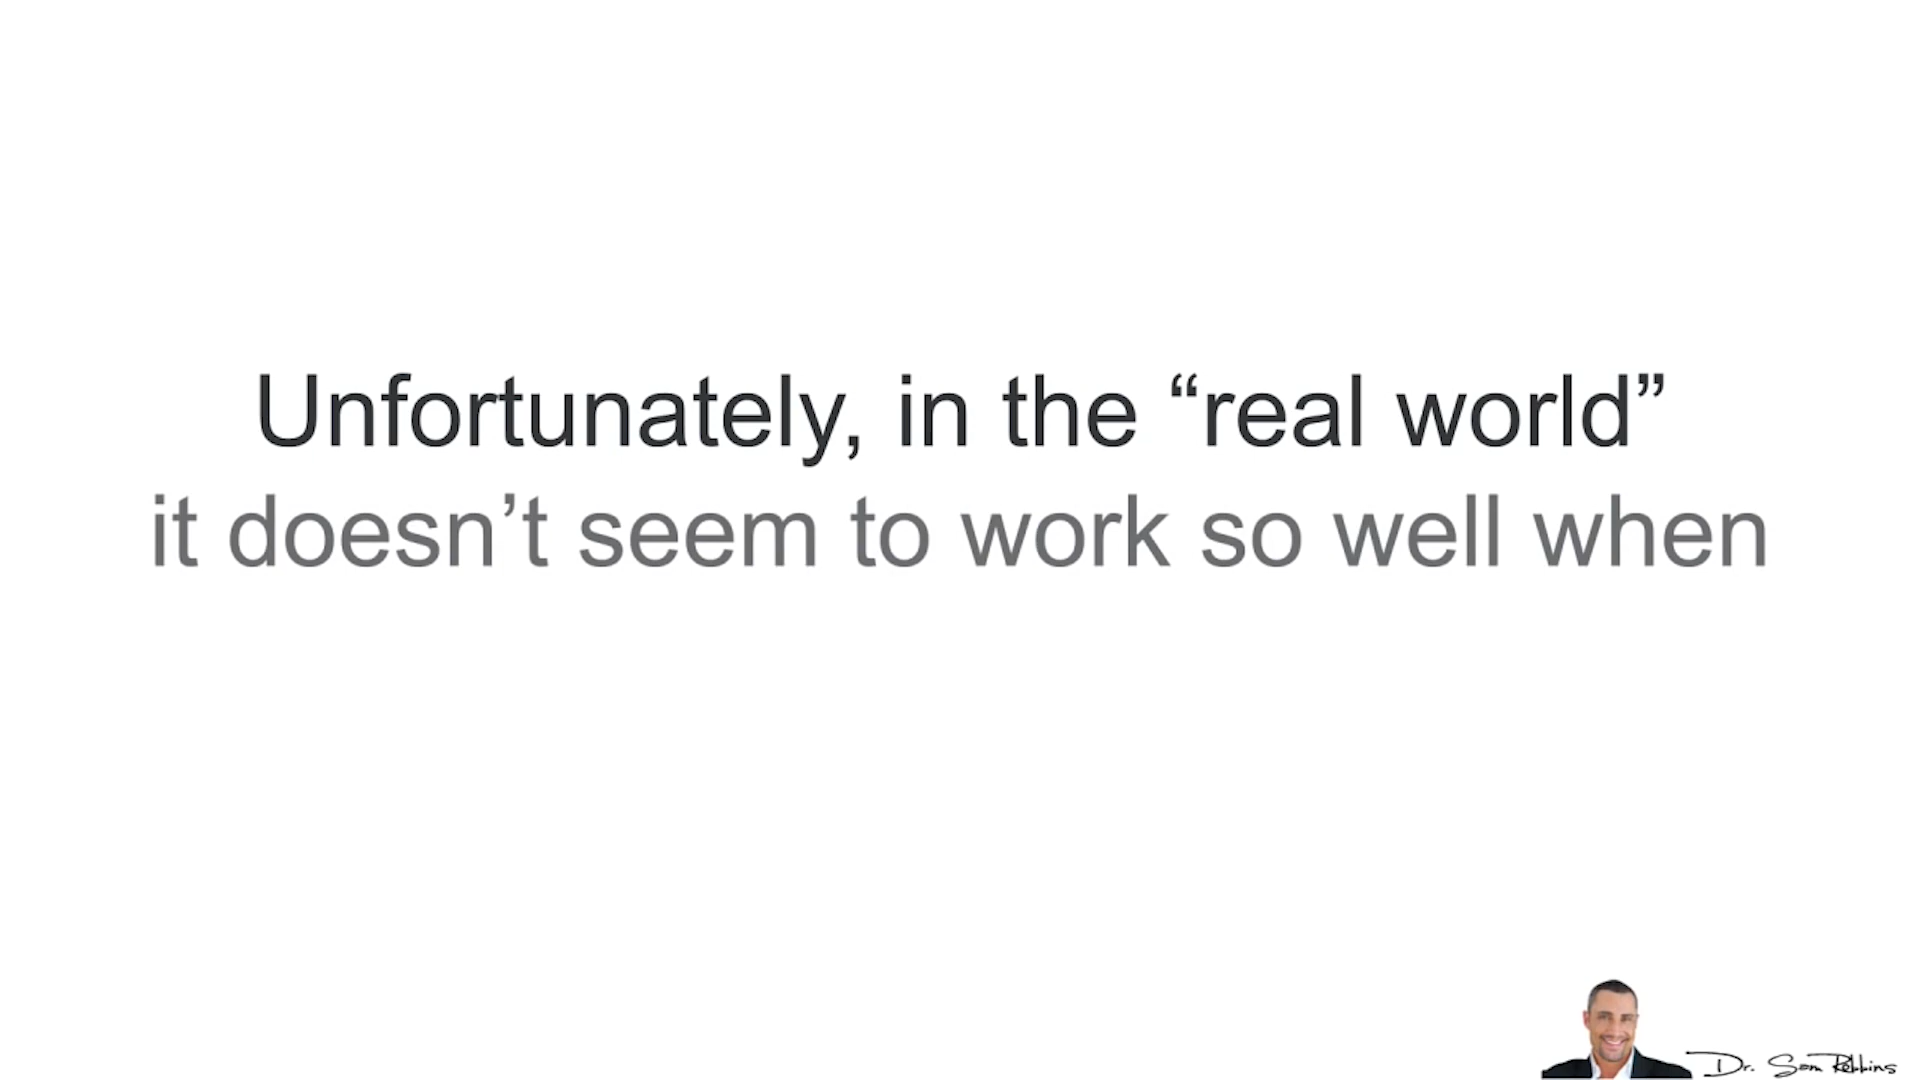 Unfortunately, in the “real world”
it doesn’t seem to work so well when
Dr. Sam Robbins